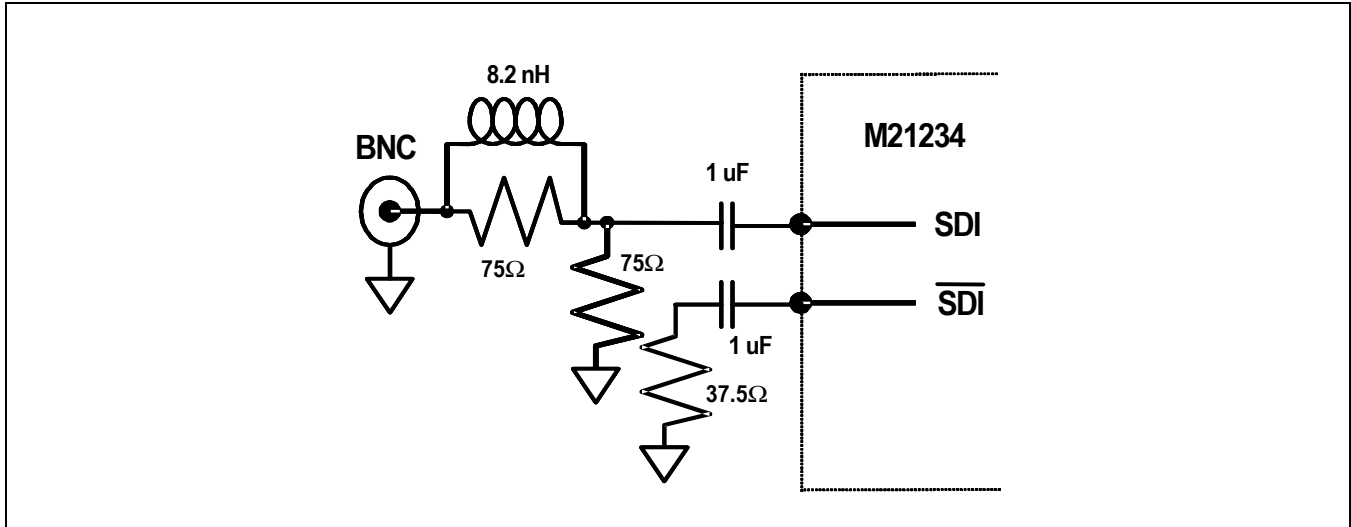 8.2 nH
BNC
M21234
1 uF
SDI
75Ω
75Ω
SDI
1 uF
37.5Ω